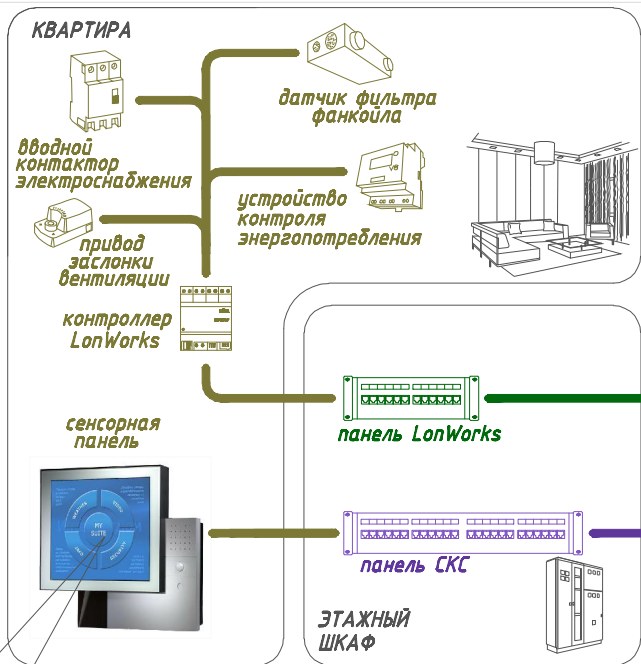 КВАРТИРА
датчик фильтра
фанкойла
вводной
контактор
электроснабжения
устройство
контроля
энергопотребления
привод
заслонки
вентиляции
контроллер
LonWorks
сенсорная
панель
панель LonWorks
MY
SUITE
SECURITY
панель СКС
ЭТАЖНЫЙ
ШКАФ